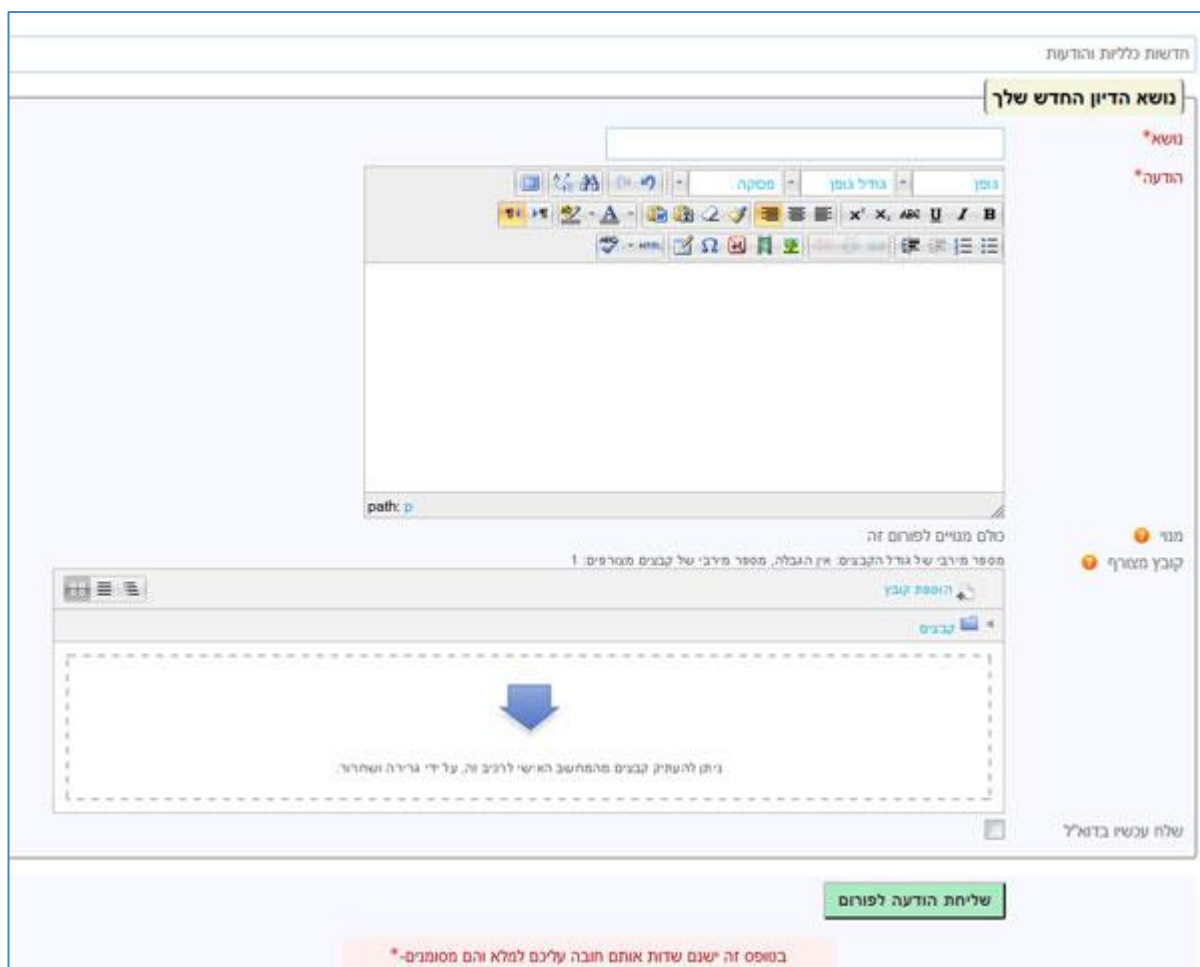 חדשות כלליות והודעות
נושא הדיון החדש שלך
נושא*
הודעה*
גופן גודל גופן פסקה
B I U ABC x, x'
HTML
path: p
מנוי כולם מנויים לפורום זה
קובץ מצורף מספר מירבי של גודל הקבצים: אין הגבלה, מספר מירבי של קבצים מצורפים: 1
הוספת קובץ
קבצים
ניתן להעתיק קבצים מהמחשב האישי לרכיב זה, על ידי גרירה ושחרור.
שלח עכשיו בדוא"ל
שליחת הודעה לפורום
בטופס זה ישנם שדות אותם חובה עליכם למלא והם מסומנים-*